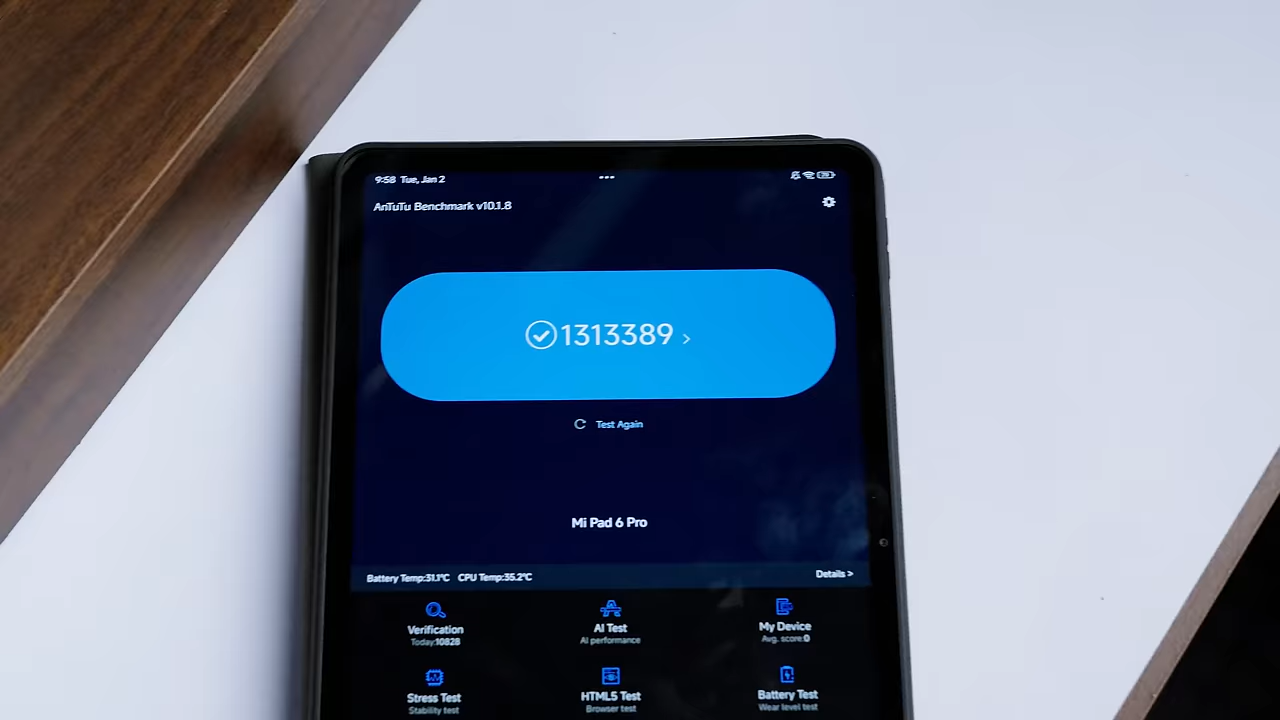 9:58 Tue, Jan 2
AnTuTu Benchmark v10.1.8
1313389 >
Test Again
Mi Pad 6 Pro
Battery Temp:31.1°C CPU Temp:35.2°C Details >
Verification AI Test My Device
Today:10828 AI performance Avg. score:0
Stress Test HTML5 Test Battery Test
Stability test Browser test Wear level test